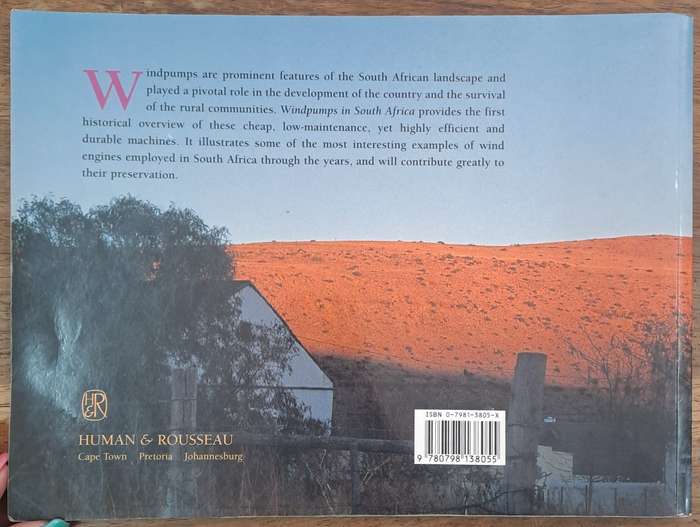 Windpumps are prominent features of the South African landscape and
played a pivotal role in the development of the country and the survival
of the rural communities. Windpumps in South Africa provides the first
historical overview of these cheap, low-maintenance, yet highly efficient and
durable machines. It illustrates some of the most interesting examples of wind
engines employed in South Africa through the years, and will contribute greatly to
their preservation.
H&R
HUMAN & ROUSSEAU
Cape Town Pretoria Johannesburg
ISBN 0-7981-3805-X
9 780798 138055